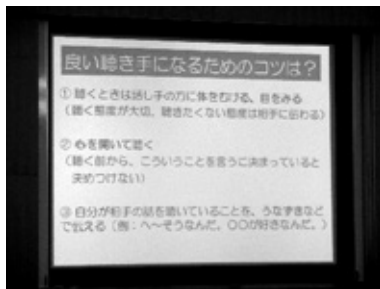 良い聴き手になるためのコツは？
① 聴くときは話し手の方に体をむける、目をみる
（聴く態度が大切、聴きたくない態度は相手に伝わる）
② 心を開いて聴く
（聴く前から、こういうことを言うに決まっていると
決めつけない）
③ 自分が相手の話を聴いていることを、うなずきなど
で伝える（例：へ～そうなんだ。〇〇が好きなんだ。）